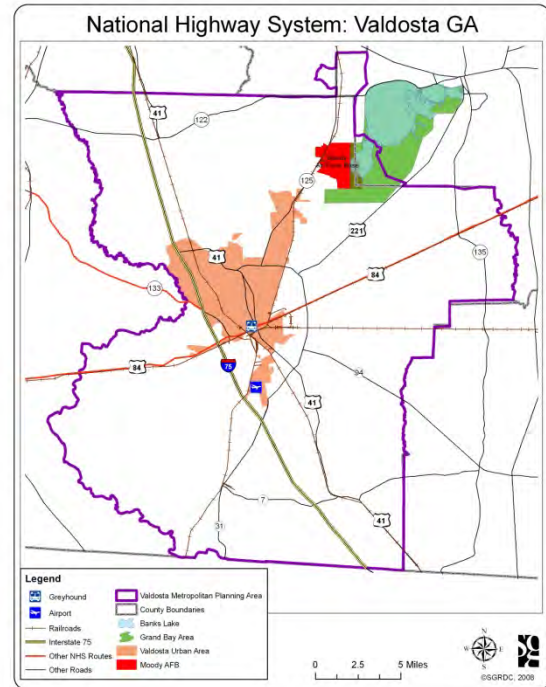 National Highway System: Valdosta GA
41
122
125
221
41
135
84
133
84
75
94
41
7
31
41
Legend
Greyhound
Airport
Railroads
Interstate 75
Other NHS Routes
Other Roads
Valdosta Metropolitan Planning Area
County Boundaries
Banks Lake
Grand Bay Area
Valdosta Urban Area
Moody AFB
0 2.5 5 Miles
N
W E
S
©SGRDC, 2008